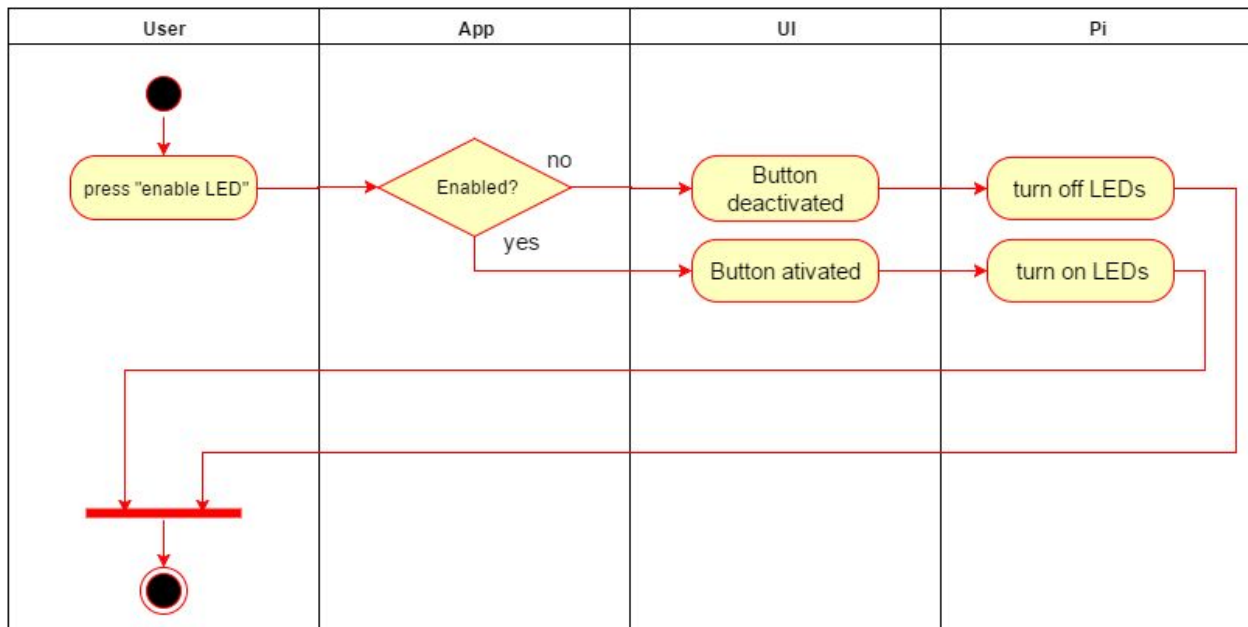 User
App
UI
Pi
press "enable LED"
Enabled?
no
yes
Button
deactivated
turn off LEDs
Button ativated
turn on LEDs